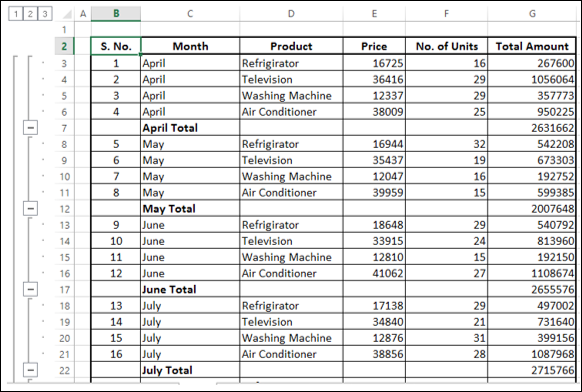 1 2 3 A B C D E F G
1
2 S. No. Month Product Price No. of Units Total Amount
3 1 April Refrigirator 16725 16 267600
4 2 April Television 36416 29 1056064
5 3 April Washing Machine 12337 29 357773
6 4 April Air Conditioner 38009 25 950225
7 April Total 2631662
8 5 May Refrigirator 16944 32 542208
9 6 May Television 35437 19 673303
10 7 May Washing Machine 12047 16 192752
11 8 May Air Conditioner 39959 15 599385
12 May Total 2007648
13 9 June Refrigirator 18648 29 540792
14 10 June Television 33915 24 813960
15 11 June Washing Machine 12810 15 192150
16 12 June Air Conditioner 41062 27 1108674
17 June Total 2655576
18 13 July Refrigirator 17138 29 497002
19 14 July Television 34840 21 731640
20 15 July Washing Machine 12876 31 399156
21 16 July Air Conditioner 38856 28 1087968
22 July Total 2715766